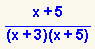 x + 5
(x + 3)(x + 5)